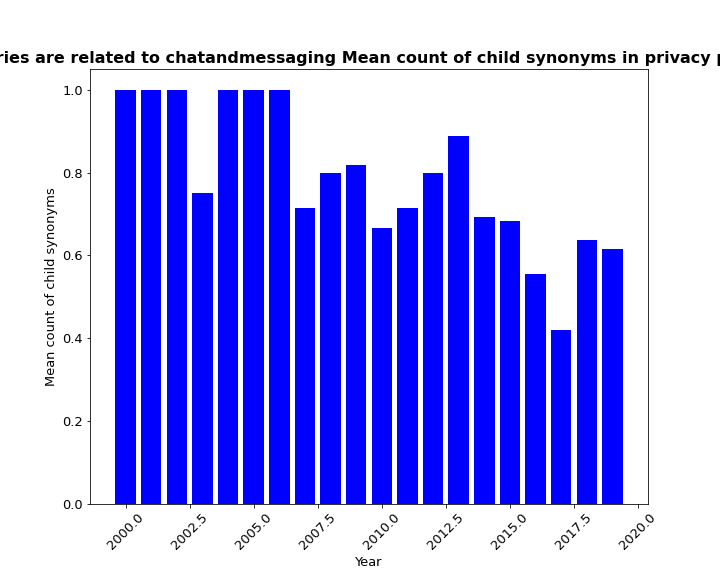 ries are related to chatandmessaging Mean count of child synonyms in privacy p
1.0
0.8
0.6
0.4
0.2
0.0
Mean count of child synonyms
2000.0 2002.5 2005.0 2007.5 2010.0 2012.5 2015.0 2017.5 2020.0
Year